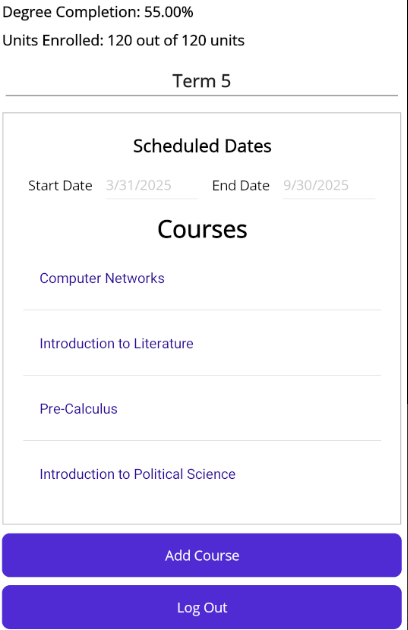 Degree Completion: 55.00%
Units Enrolled: 120 out of 120 units
Term 5
Scheduled Dates
Start Date 3/31/2025 End Date 9/30/2025
Courses
Computer Networks
Introduction to Literature
Pre-Calculus
Introduction to Political Science
Add Course
Log Out